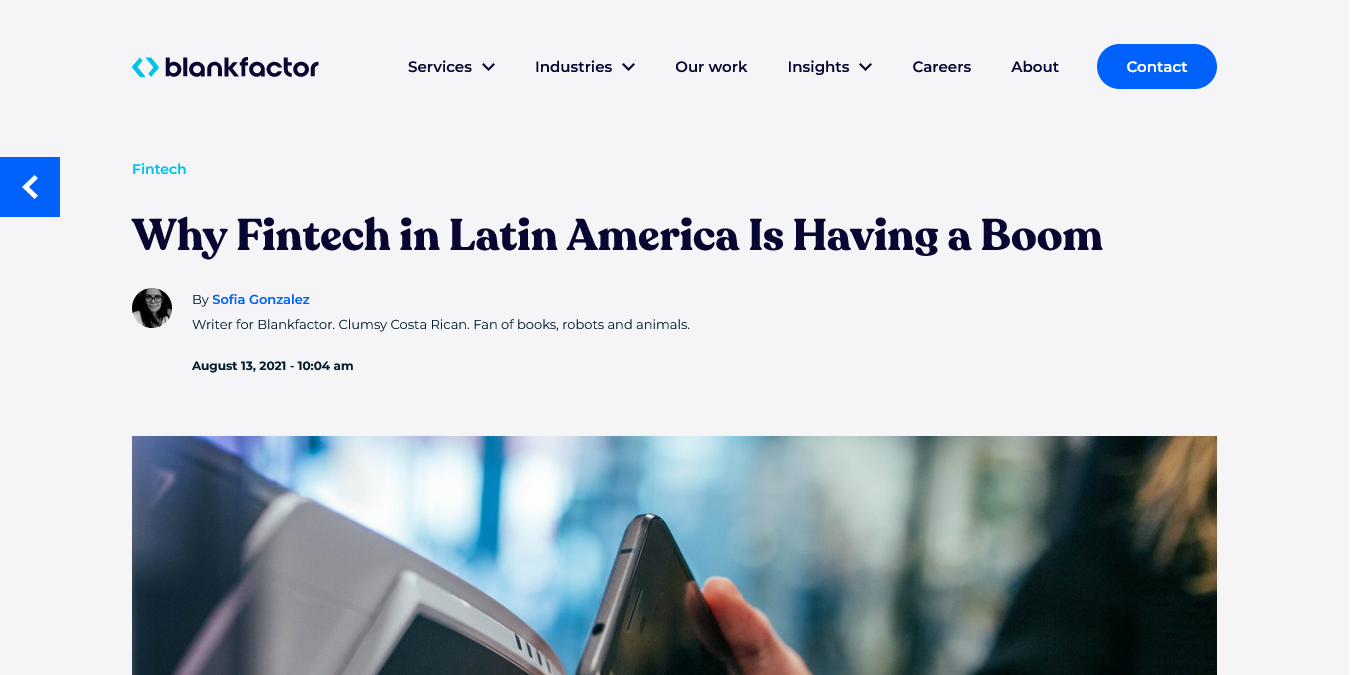 blankfactor
Services
Industries
Our work
Insights
Careers
About
Contact
Fintech
Why Fintech in Latin America Is Having a Boom
By Sofia Gonzalez
Writer for Blankfactor. Clumsy Costa Rican. Fan of books, robots and animals.
August 13, 2021 - 10:04 am